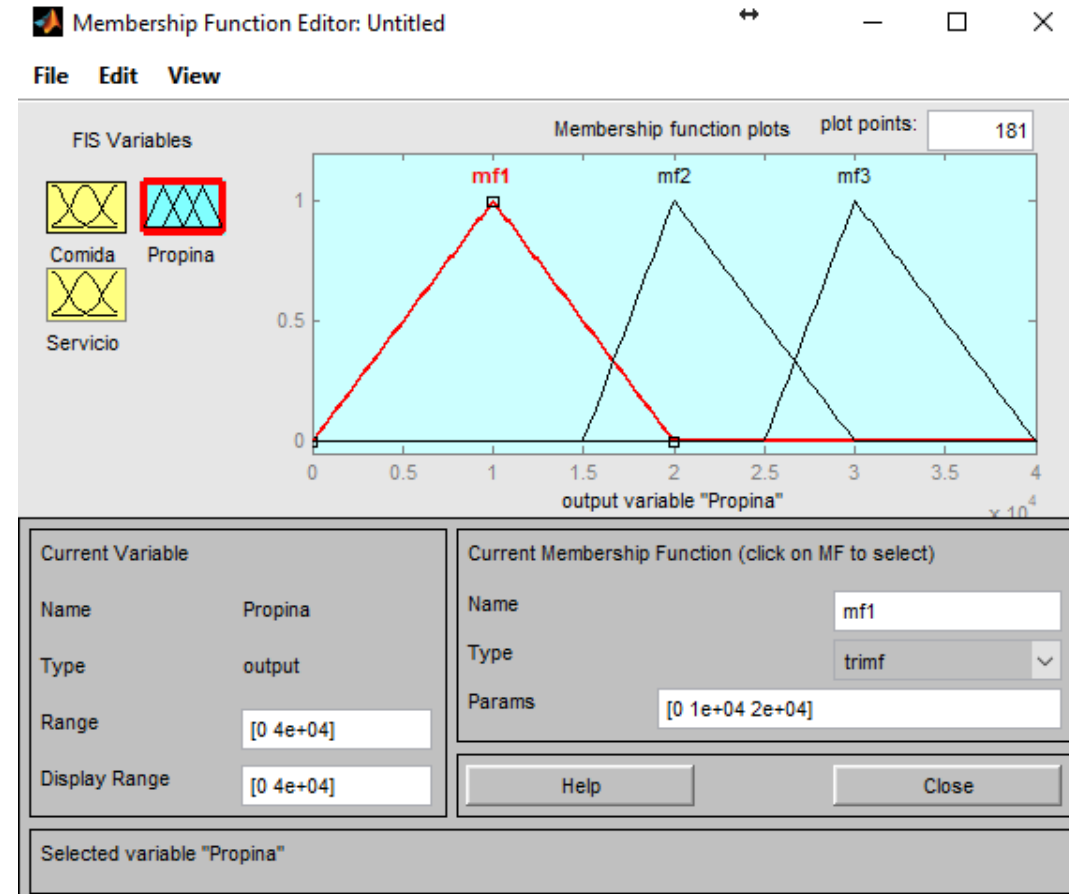 Membership Function Editor: Untitled
File Edit View
FIS Variables
Membership function plots plot points: 181
mf1 mf2 mf3
Comida Propina
Servicio
1
0.5
0
0 0.5 1 1.5 2 2.5 3 3.5 4
output variable "Propina"
x 10^4
Current Variable
Name Propina
Type output
Range [0 4e+04]
Display Range [0 4e+04]
Current Membership Function (click on MF to select)
Name mf1
Type trimf
Params [0 1e+04 2e+04]
Help Close
Selected variable "Propina"